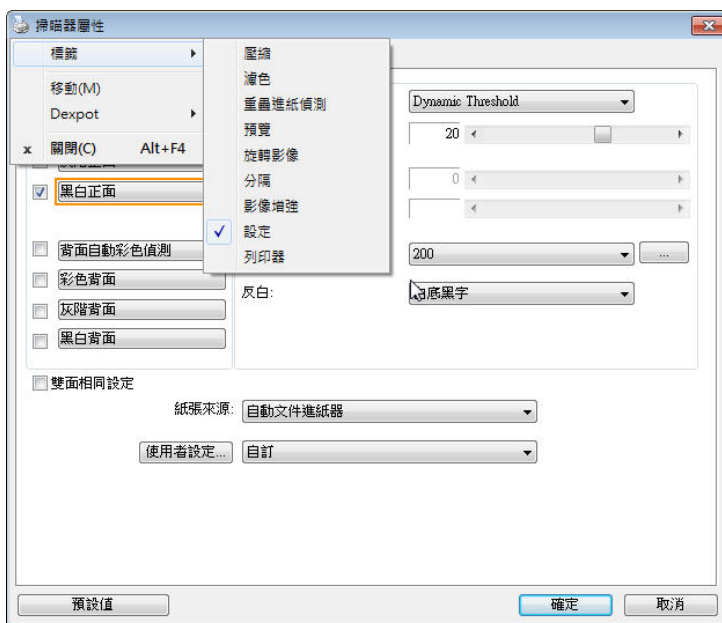 掃瞄器屬性
標籤
移動(M)
Dexpot
x 關閉(C) Alt+F4
壓縮
濾色
重疊進紙偵測
預覽
旋轉影像
分隔
影像增強
設定
列印器
Dynamic Threshold
20
0
黑白正面
背面自動彩色偵測
200
...
彩色背面
反白:
底黑字
灰階背面
黑白背面
雙面相同設定
紙張來源:
自動文件進紙器
使用者設定...
自訂
預設值
確定
取消